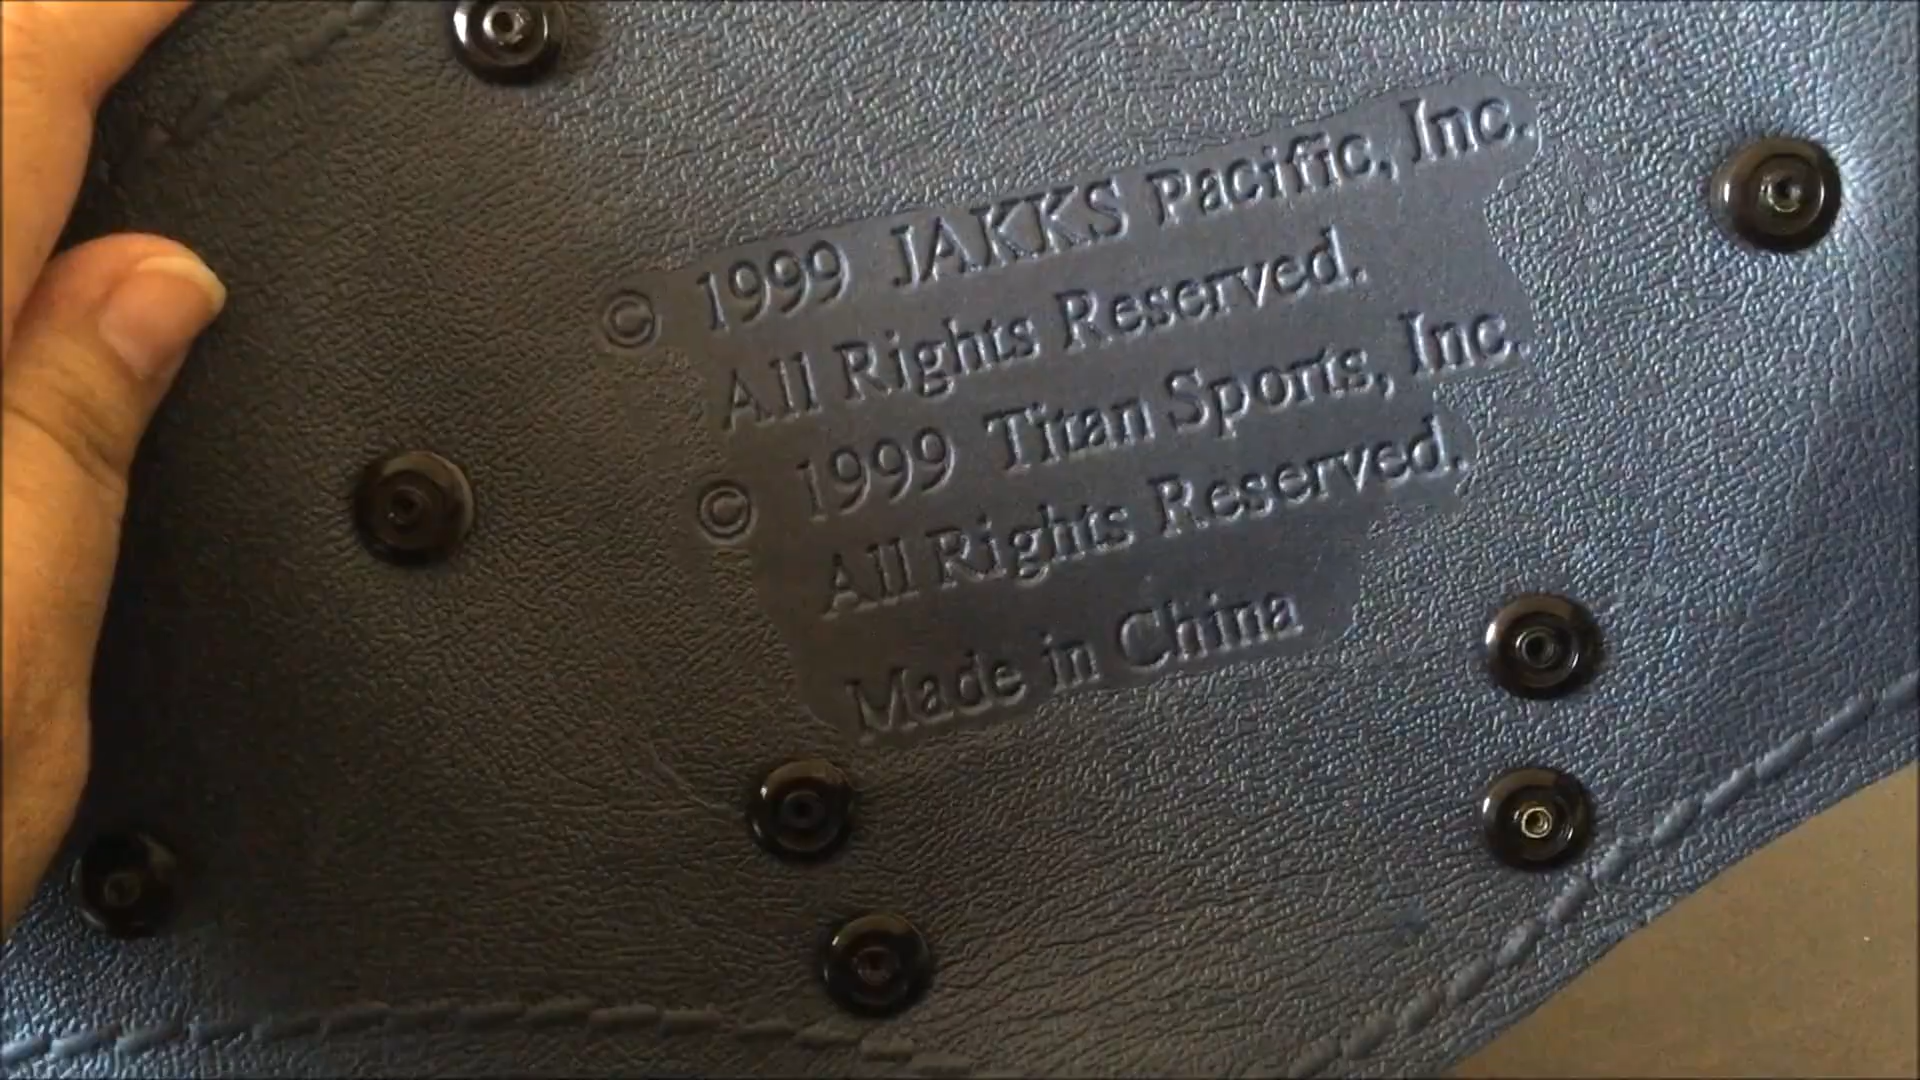 © 1999 JAKKS Pacific, Inc.
All Rights Reserved.
© 1999 Titan Sports, Inc.
All Rights Reserved.
Made in China